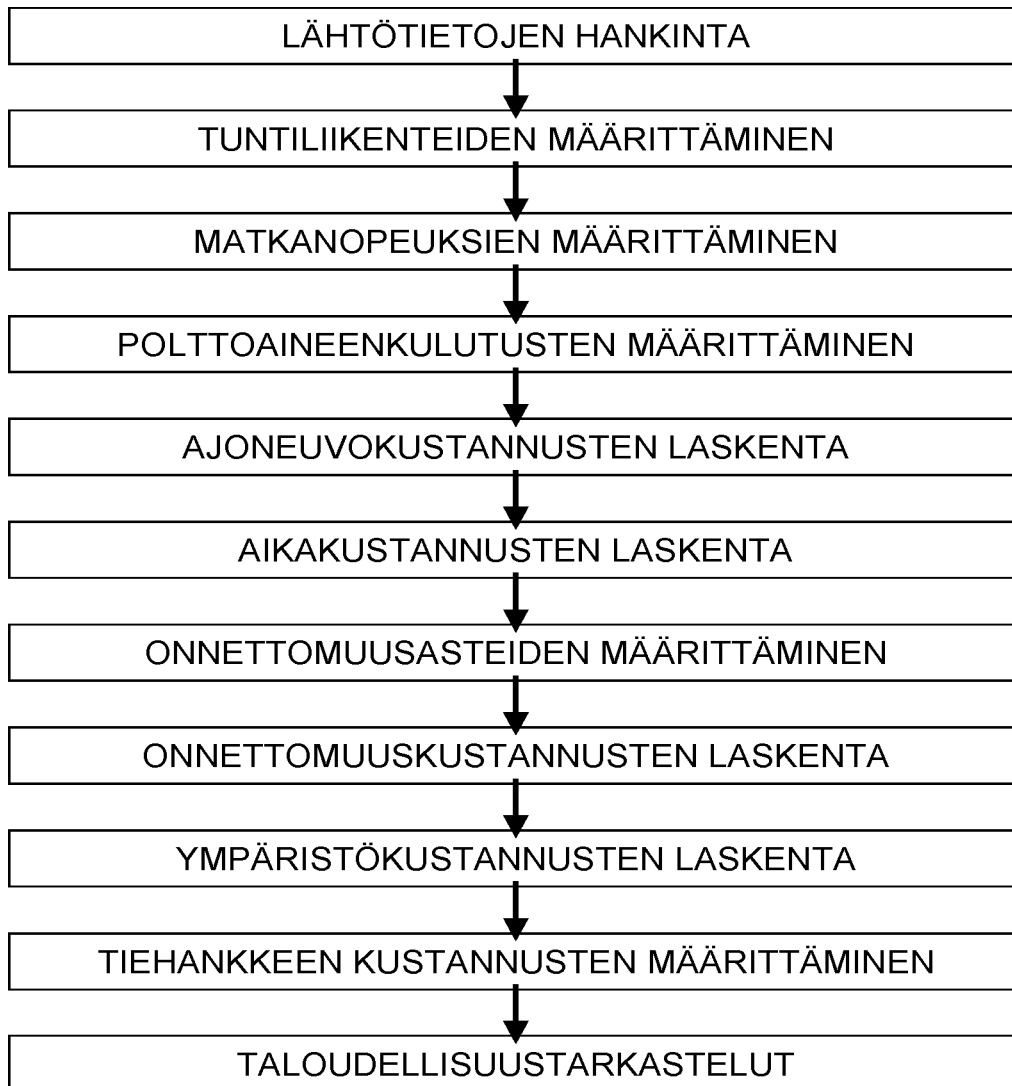 LÄHTÖTIETOJEN HANKINTA
TUNTILIIKENTEIDEN MÄÄRITTÄMINEN
MATKANOPEUKSIEN MÄÄRITTÄMINEN
POLTTOAINEENKULUTUSTEN MÄÄRITTÄMINEN
AJONEUVOKUSTANNUSTEN LASKENTA
AIKAKUSTANNUSTEN LASKENTA
ONNETTOMUUSASTEIDEN MÄÄRITTÄMINEN
ONNETTOMUUSKUSTANNUSTEN LASKENTA
YMPÄRISTÖKUSTANNUSTEN LASKENTA
TIEHANKKEEN KUSTANNUSTEN MÄÄRITTÄMINEN
TALOUDELLISUUSTARKASTELUT